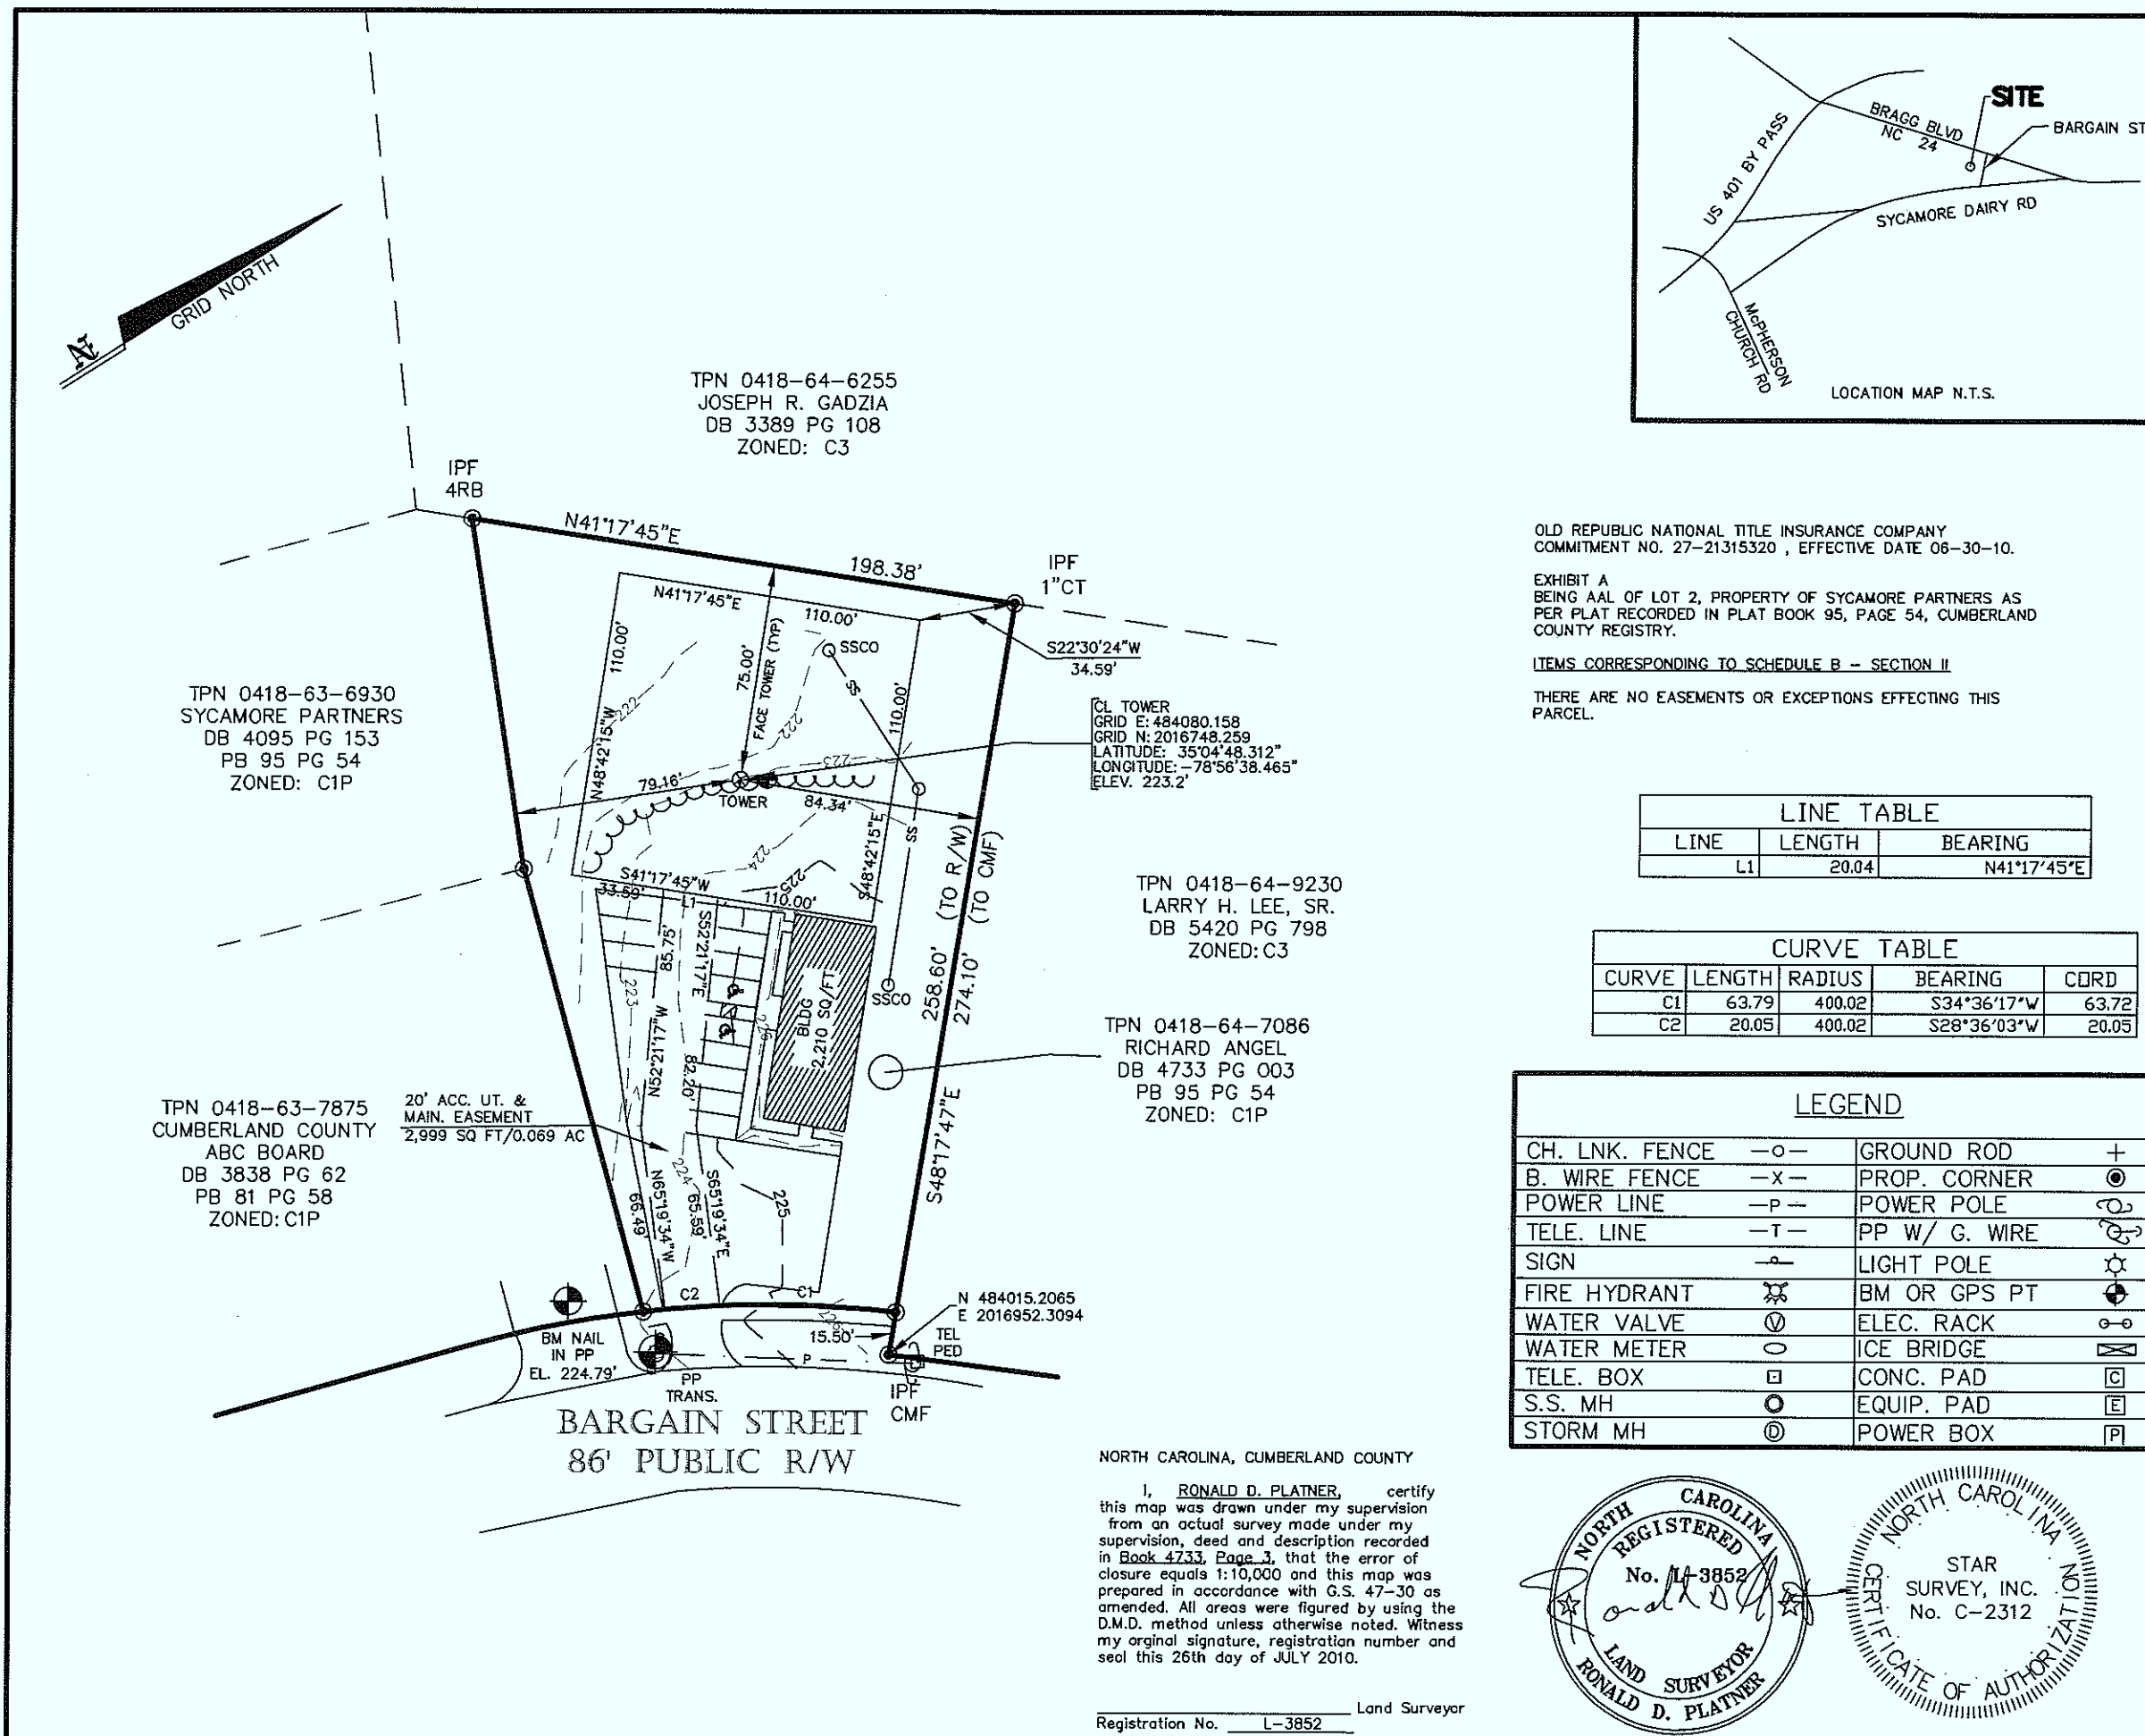 SITE
BRAGG BLVD
NC 24
BARGAIN ST
US 401 BY PASS
SYCAMORE DAIRY RD
McPHERSON
CHURCH RD
LOCATION MAP N.T.S.
N
GRID NORTH
TPN 0418-64-6255
JOSEPH R. GADZIA
DB 3389 PG 108
ZONED: C3
IPF
4RB
N41°17'45"E
198.38'
IPF
1"CT
N41°17'45"E
110.00'
110.00'
N48°42'15"W
75.00'
FACE TOWER (TYP)
SSCO
SS
110.00'
S22°30'24"W
34.59'
222
222
223
CL TOWER
GRID E: 484080.158
GRID N: 2016748.259
LATITUDE: 35°04'48.312"
LONGITUDE: -78°56'38.465"
ELEV. 223.2'
TPN 0418-63-6930
SYCAMORE PARTNERS
DB 4095 PG 153
PB 95 PG 54
ZONED: C1P
79.16'
TOWER
84.34'
224
225
S48°42'15"E
SS
S41°17'45"W
33.59'
L1
110.00'
258.60' (TO R/W)
274.10' (TO CMF)
TPN 0418-64-9230
LARRY H. LEE, SR.
DB 5420 PG 798
ZONED: C3
85.75'
N52°21'17"W
S52°21'17"E
82.20'
223
226
BLDG
2,210 SQ/FT
SSCO
TPN 0418-64-7086
RICHARD ANGEL
DB 4733 PG 003
PB 95 PG 54
ZONED: C1P
S48°17'47"E
TPN 0418-63-7875
CUMBERLAND COUNTY
ABC BOARD
DB 3838 PG 62
PB 81 PG 58
ZONED: C1P
20' ACC. UT. &
MAIN. EASEMENT
2,999 SQ FT/0.069 AC
66.49'
N65°19'34"W
224
65.59'
S65°19'34"E
225
C2
C1
N 484015.2065
E 2016952.3094
15.50'
TEL
PED
BM NAIL
IN PP
EL. 224.79'
PP
TRANS.
P
IPF
CMF
BARGAIN STREET
86' PUBLIC R/W
OLD REPUBLIC NATIONAL TITLE INSURANCE COMPANY
COMMITMENT NO. 27-21315320 , EFFECTIVE DATE 06-30-10.
EXHIBIT A
BEING AAL OF LOT 2, PROPERTY OF SYCAMORE PARTNERS AS
PER PLAT RECORDED IN PLAT BOOK 95, PAGE 54, CUMBERLAND
COUNTY REGISTRY.
ITEMS CORRESPONDING TO SCHEDULE B - SECTION II
THERE ARE NO EASEMENTS OR EXCEPTIONS EFFECTING THIS
PARCEL.
LINE TABLE
LINE LENGTH BEARING
L1 20.04 N41°17'45"E
CURVE TABLE
CURVE LENGTH RADIUS BEARING CORD
C1 63.79 400.02 S34°36'17"W 63.72
C2 20.05 400.02 S28°36'03"W 20.05
LEGEND
CH. LNK. FENCE —o— GROUND ROD +
B. WIRE FENCE —X— PROP. CORNER
POWER LINE —P— POWER POLE
TELE. LINE —T— PP W/ G. WIRE
SIGN LIGHT POLE
FIRE HYDRANT BM OR GPS PT
WATER VALVE V ELEC. RACK
WATER METER ICE BRIDGE
TELE. BOX CONC. PAD C
S.S. MH EQUIP. PAD E
STORM MH D POWER BOX P
NORTH CAROLINA, CUMBERLAND COUNTY
I, RONALD D. PLATNER, certify
this map was drawn under my supervision
from an actual survey made under my
supervision, deed and description recorded
in Book 4733, Page 3, that the error of
closure equals 1:10,000 and this map was
prepared in accordance with G.S. 47-30 as
amended. All areas were figured by using the
D.M.D. method unless otherwise noted. Witness
my orginal signature, registration number and
seal this 26th day of JULY 2010.
Land Surveyor
Registration No. L-3852
NORTH CAROLINA
REGISTERED
No. L-3852
LAND SURVEYOR
RONALD D. PLATNER
NORTH CAROLINA
STAR
SURVEY, INC.
No. C-2312
CERTIFICATE OF AUTHORIZATION NO